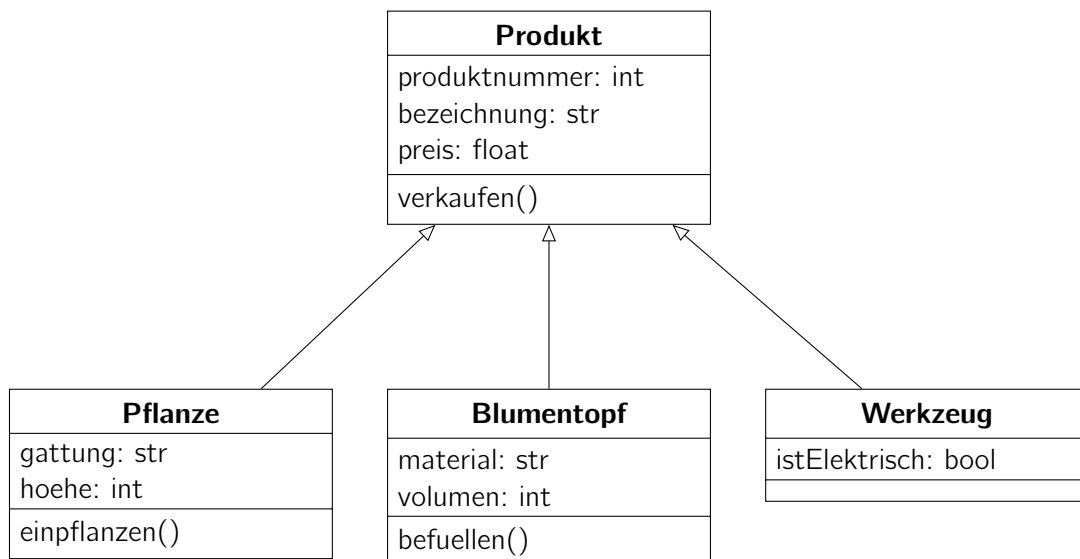 Produkt
produktnummer: int
bezeichnung: str
preis: float
verkaufen()
Pflanze
gattung: str
hoehe: int
einpflanzen()
Blumentopf
material: str
volumen: int
befuellen()
Werkzeug
istElektrisch: bool